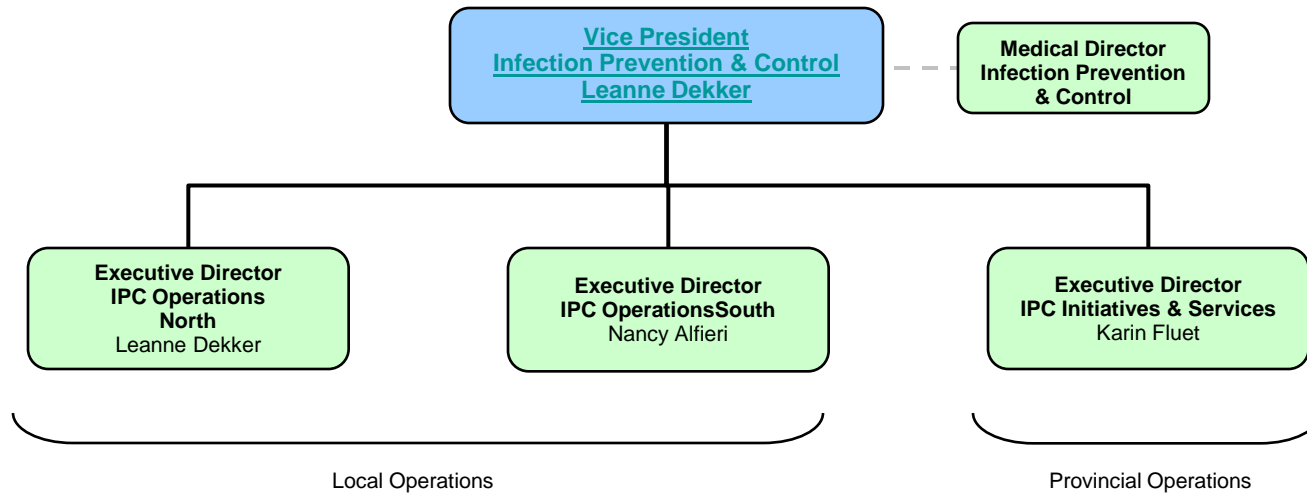 Vice President
Infection Prevention & Control
Leanne Dekker
Medical Director
Infection Prevention
& Control
Executive Director
IPC Operations
North
Leanne Dekker
Executive Director
IPC OperationsSouth
Nancy Alfieri
Executive Director
IPC Initiatives & Services
Karin Fluet
Local Operations
Provincial Operations